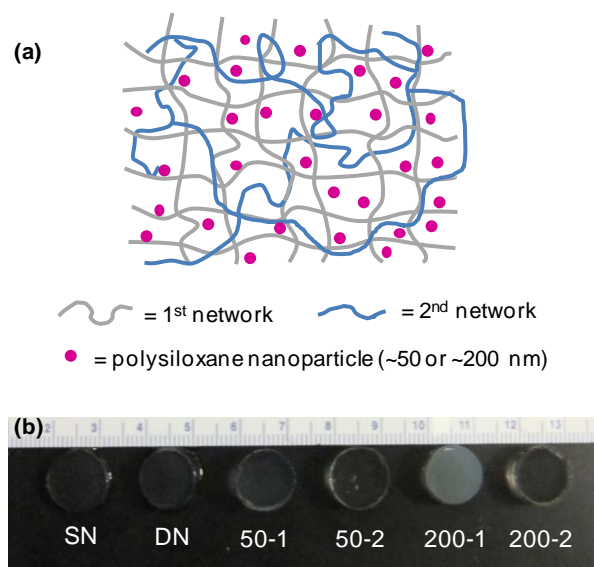 (a)
= 1st network = 2nd network
= polysiloxane nanoparticle (~50 or ~200 nm)
(b)
2 3 4 5 6 7 8 9 10 11 12 13
SN DN 50-1 50-2 200-1 200-2